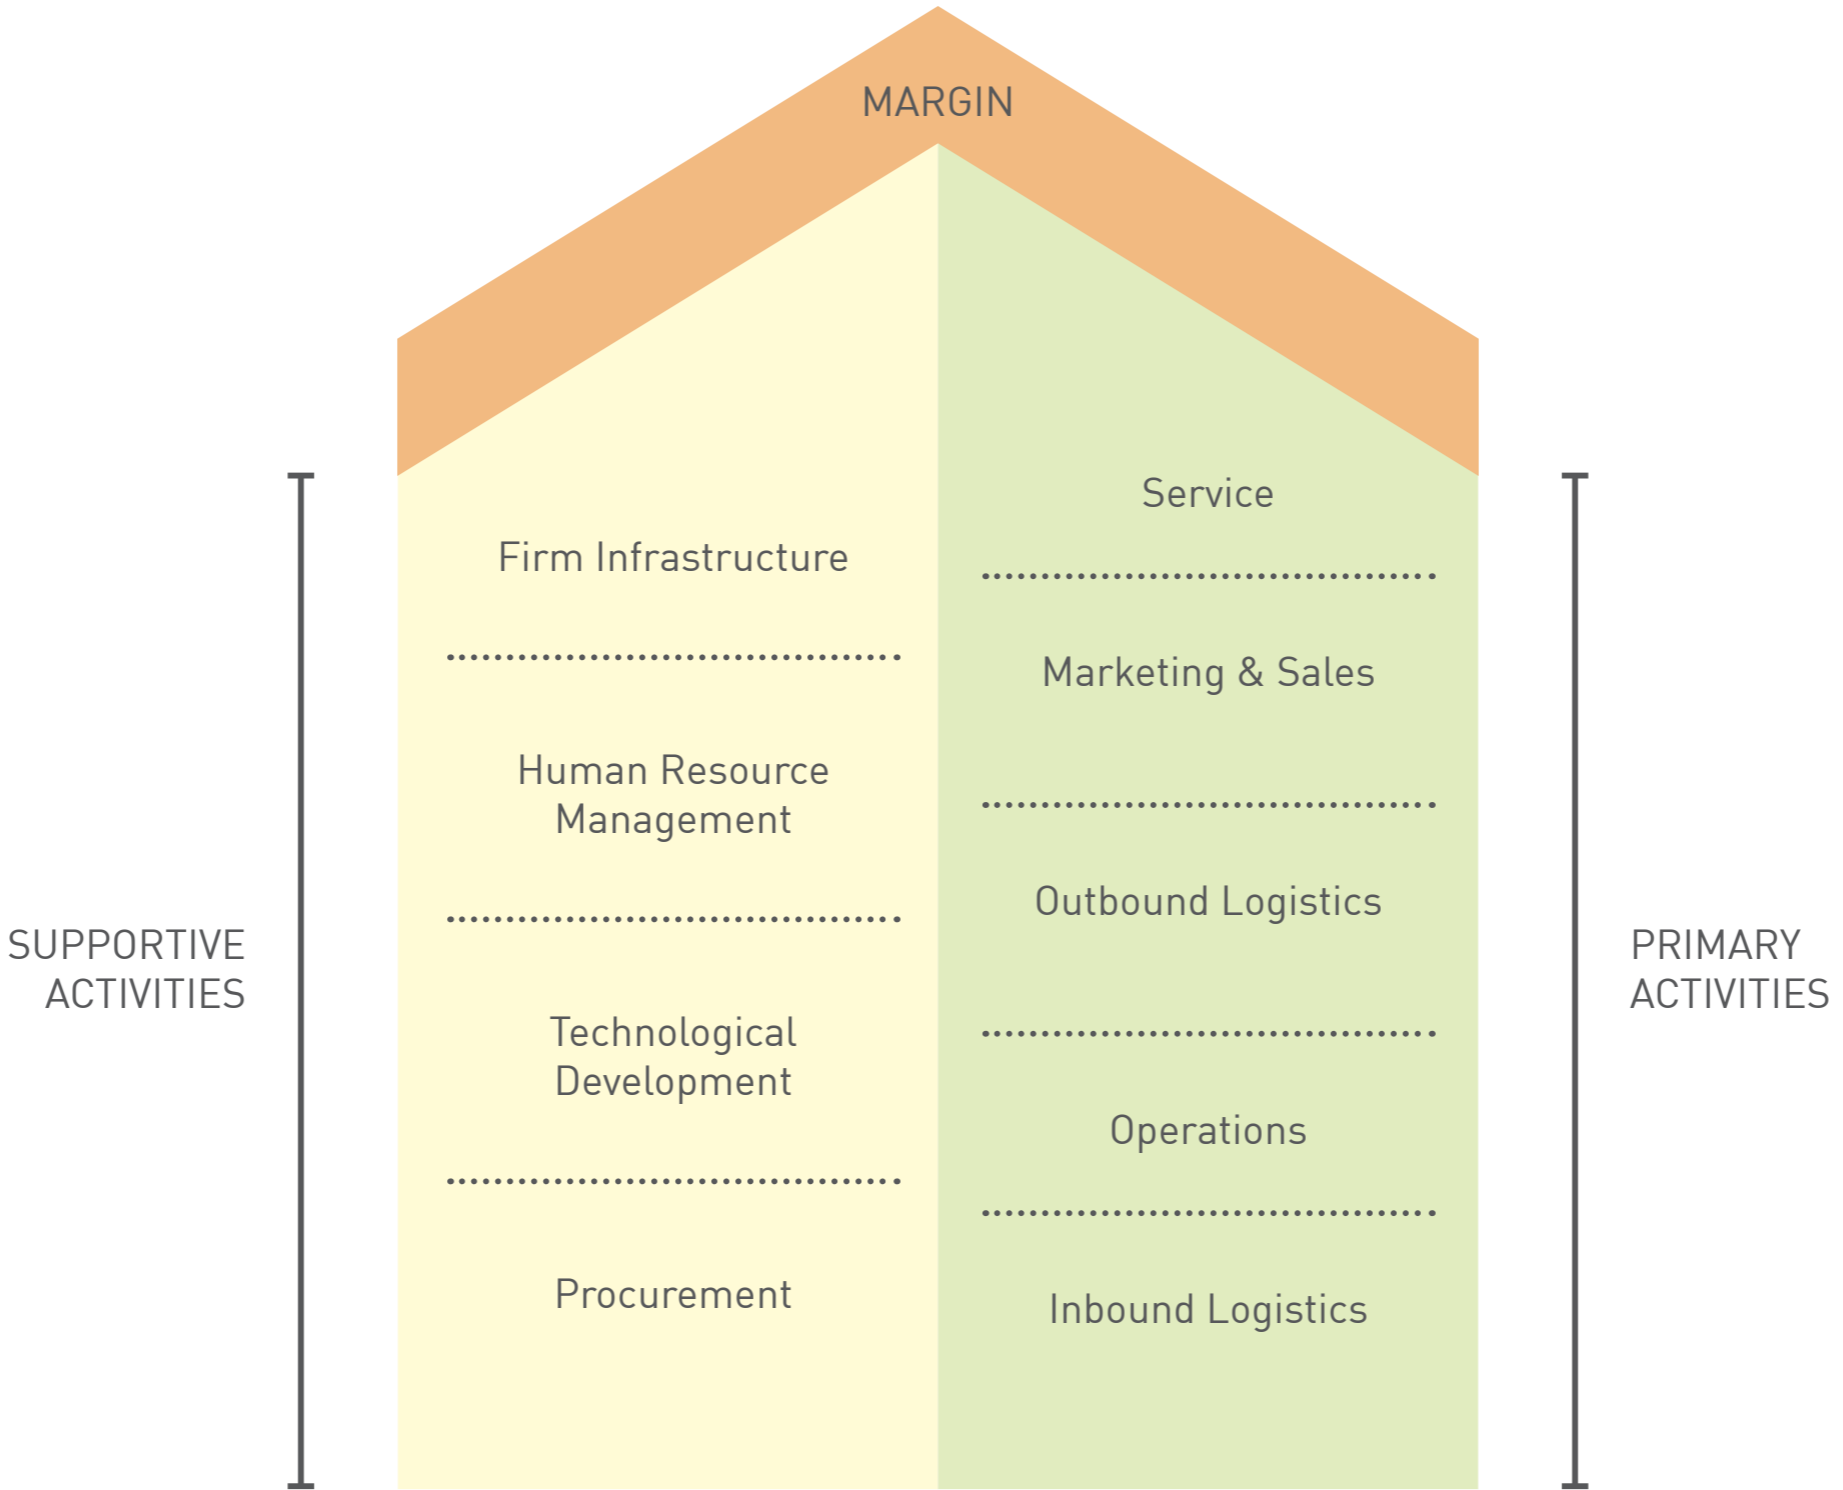 MARGIN
SUPPORTIVE
ACTIVITIES
Firm Infrastructure
Human Resource
Management
Technological
Development
Procurement
Service
Marketing & Sales
Outbound Logistics
Operations
Inbound Logistics
PRIMARY
ACTIVITIES